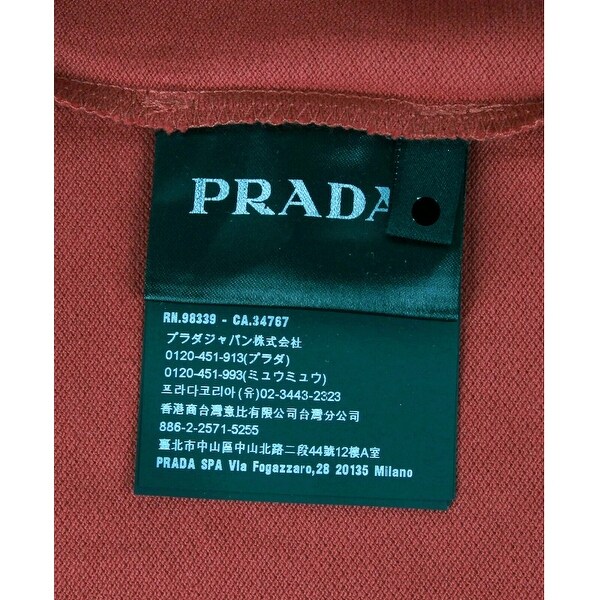 PRADA
RN.98339 - CA.34767
プラダジャパン株式会社
0120-451-913(プラダ)
0120-451-993(ミュウミュウ)
프라다코리아(유)02-3443-2323
香港商台灣意比有限公司台灣分公司
886-2-2571-5255
臺北市中山區中山北路二段44號12樓A室
PRADA SPA Via Fogazzaro,28 20135 Milano